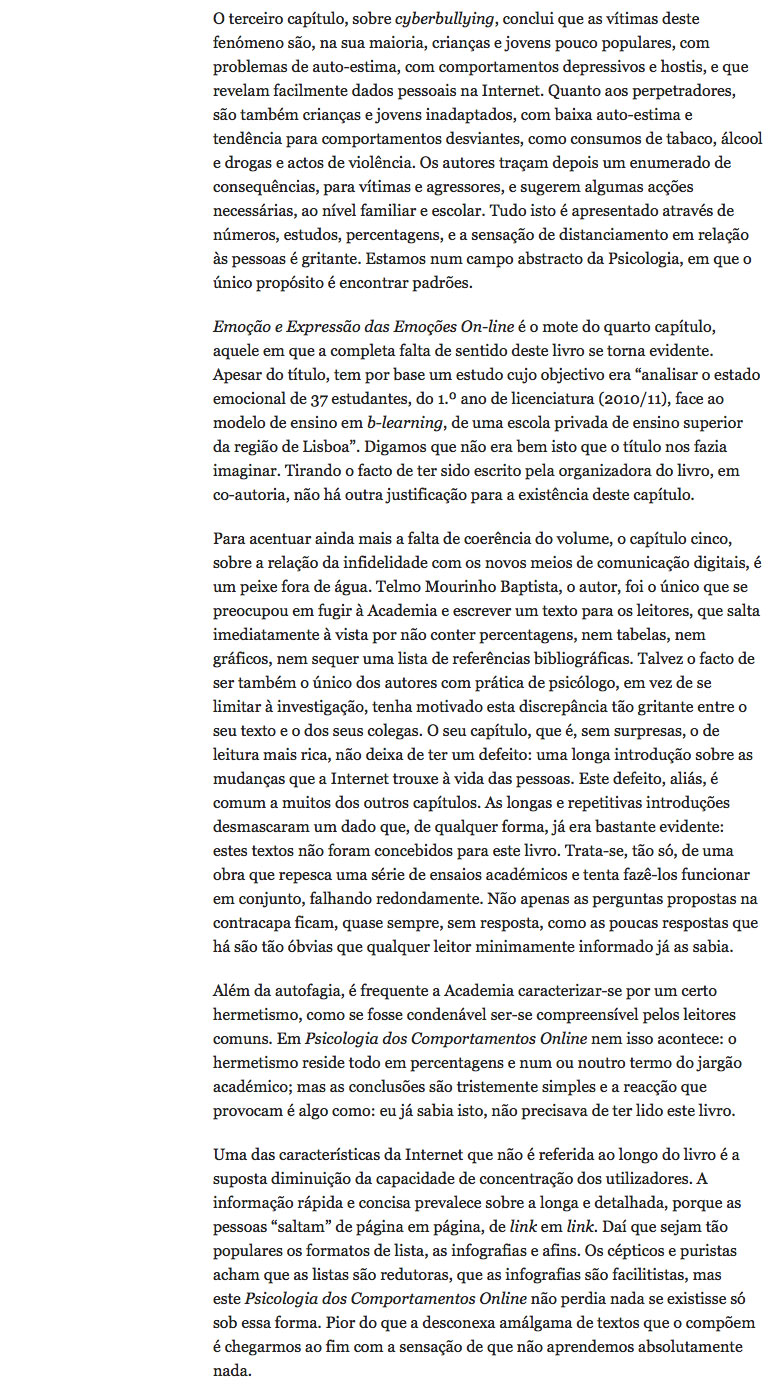 O terceiro capítulo, sobre cyberbullying, conclui que as vítimas deste
fenómeno são, na sua maioria, crianças e jovens pouco populares, com
problemas de auto-estima, com comportamentos depressivos e hostis, e que
revelam facilmente dados pessoais na Internet. Quanto aos perpetradores,
são também crianças e jovens inadaptados, com baixa auto-estima e
tendência para comportamentos desviantes, como consumos de tabaco, álcool
e drogas e actos de violência. Os autores traçam depois um enumerado de
consequências, para vítimas e agressores, e sugerem algumas acções
necessárias, ao nível familiar e escolar. Tudo isto é apresentado através de
números, estudos, percentagens, e a sensação de distanciamento em relação
às pessoas é gritante. Estamos num campo abstracto da Psicologia, em que o
único propósito é encontrar padrões.
Emoção e Expressão das Emoções On-line é o mote do quarto capítulo,
aquele em que a completa falta de sentido deste livro se torna evidente.
Apesar do título, tem por base um estudo cujo objectivo era “analisar o estado
emocional de 37 estudantes, do 1.º ano de licenciatura (2010/11), face ao
modelo de ensino em b-learning, de uma escola privada de ensino superior
da região de Lisboa”. Digamos que não era bem isto que o título nos fazia
imaginar. Tirando o facto de ter sido escrito pela organizadora do livro, em
co-autoria, não há outra justificação para a existência deste capítulo.
Para acentuar ainda mais a falta de coerência do volume, o capítulo cinco,
sobre a relação da infidelidade com os novos meios de comunicação digitais, é
um peixe fora de água. Telmo Mourinho Baptista, o autor, foi o único que se
preocupou em fugir à Academia e escrever um texto para os leitores, que salta
imediatamente à vista por não conter percentagens, nem tabelas, nem
gráficos, nem sequer uma lista de referências bibliográficas. Talvez o facto de
ser também o único dos autores com prática de psicólogo, em vez de se
limitar à investigação, tenha motivado esta discrepância tão gritante entre o
seu texto e o dos seus colegas. O seu capítulo, que é, sem surpresas, o de
leitura mais rica, não deixa de ter um defeito: uma longa introdução sobre as
mudanças que a Internet trouxe à vida das pessoas. Este defeito, aliás, é
comum a muitos dos outros capítulos. As longas e repetitivas introduções
desmascaram um dado que, de qualquer forma, já era bastante evidente:
estes textos não foram concebidos para este livro. Trata-se, tão só, de uma
obra que repesca uma série de ensaios académicos e tenta fazê-los funcionar
em conjunto, falhando redondamente. Não apenas as perguntas propostas na
contracapa ficam, quase sempre, sem resposta, como as poucas respostas que
há são tão óbvias que qualquer leitor minimamente informado já as sabia.
Além da autofagia, é frequente a Academia caracterizar-se por um certo
hermetismo, como se fosse condenável ser-se compreensível pelos leitores
comuns. Em Psicologia dos Comportamentos Online nem isso acontece: o
hermetismo reside todo em percentagens e num ou noutro termo do jargão
académico; mas as conclusões são tristemente simples e a reacção que
provocam é algo como: eu já sabia isto, não precisava de ter lido este livro.
Uma das características da Internet que não é referida ao longo do livro é a
suposta diminuição da capacidade de concentração dos utilizadores. A
informação rápida e concisa prevalece sobre a longa e detalhada, porque as
pessoas “saltam” de página em página, de link em link. Daí que sejam tão
populares os formatos de lista, as infografias e afins. Os cépticos e puristas
acham que as listas são redutoras, que as infografias são facilitistas, mas
este Psicologia dos Comportamentos Online não perdia nada se existisse só
sob essa forma. Pior do que a desconexa amálgama de textos que o compõem
é chegarmos ao fim com a sensação de que não aprendemos absolutamente
nada.